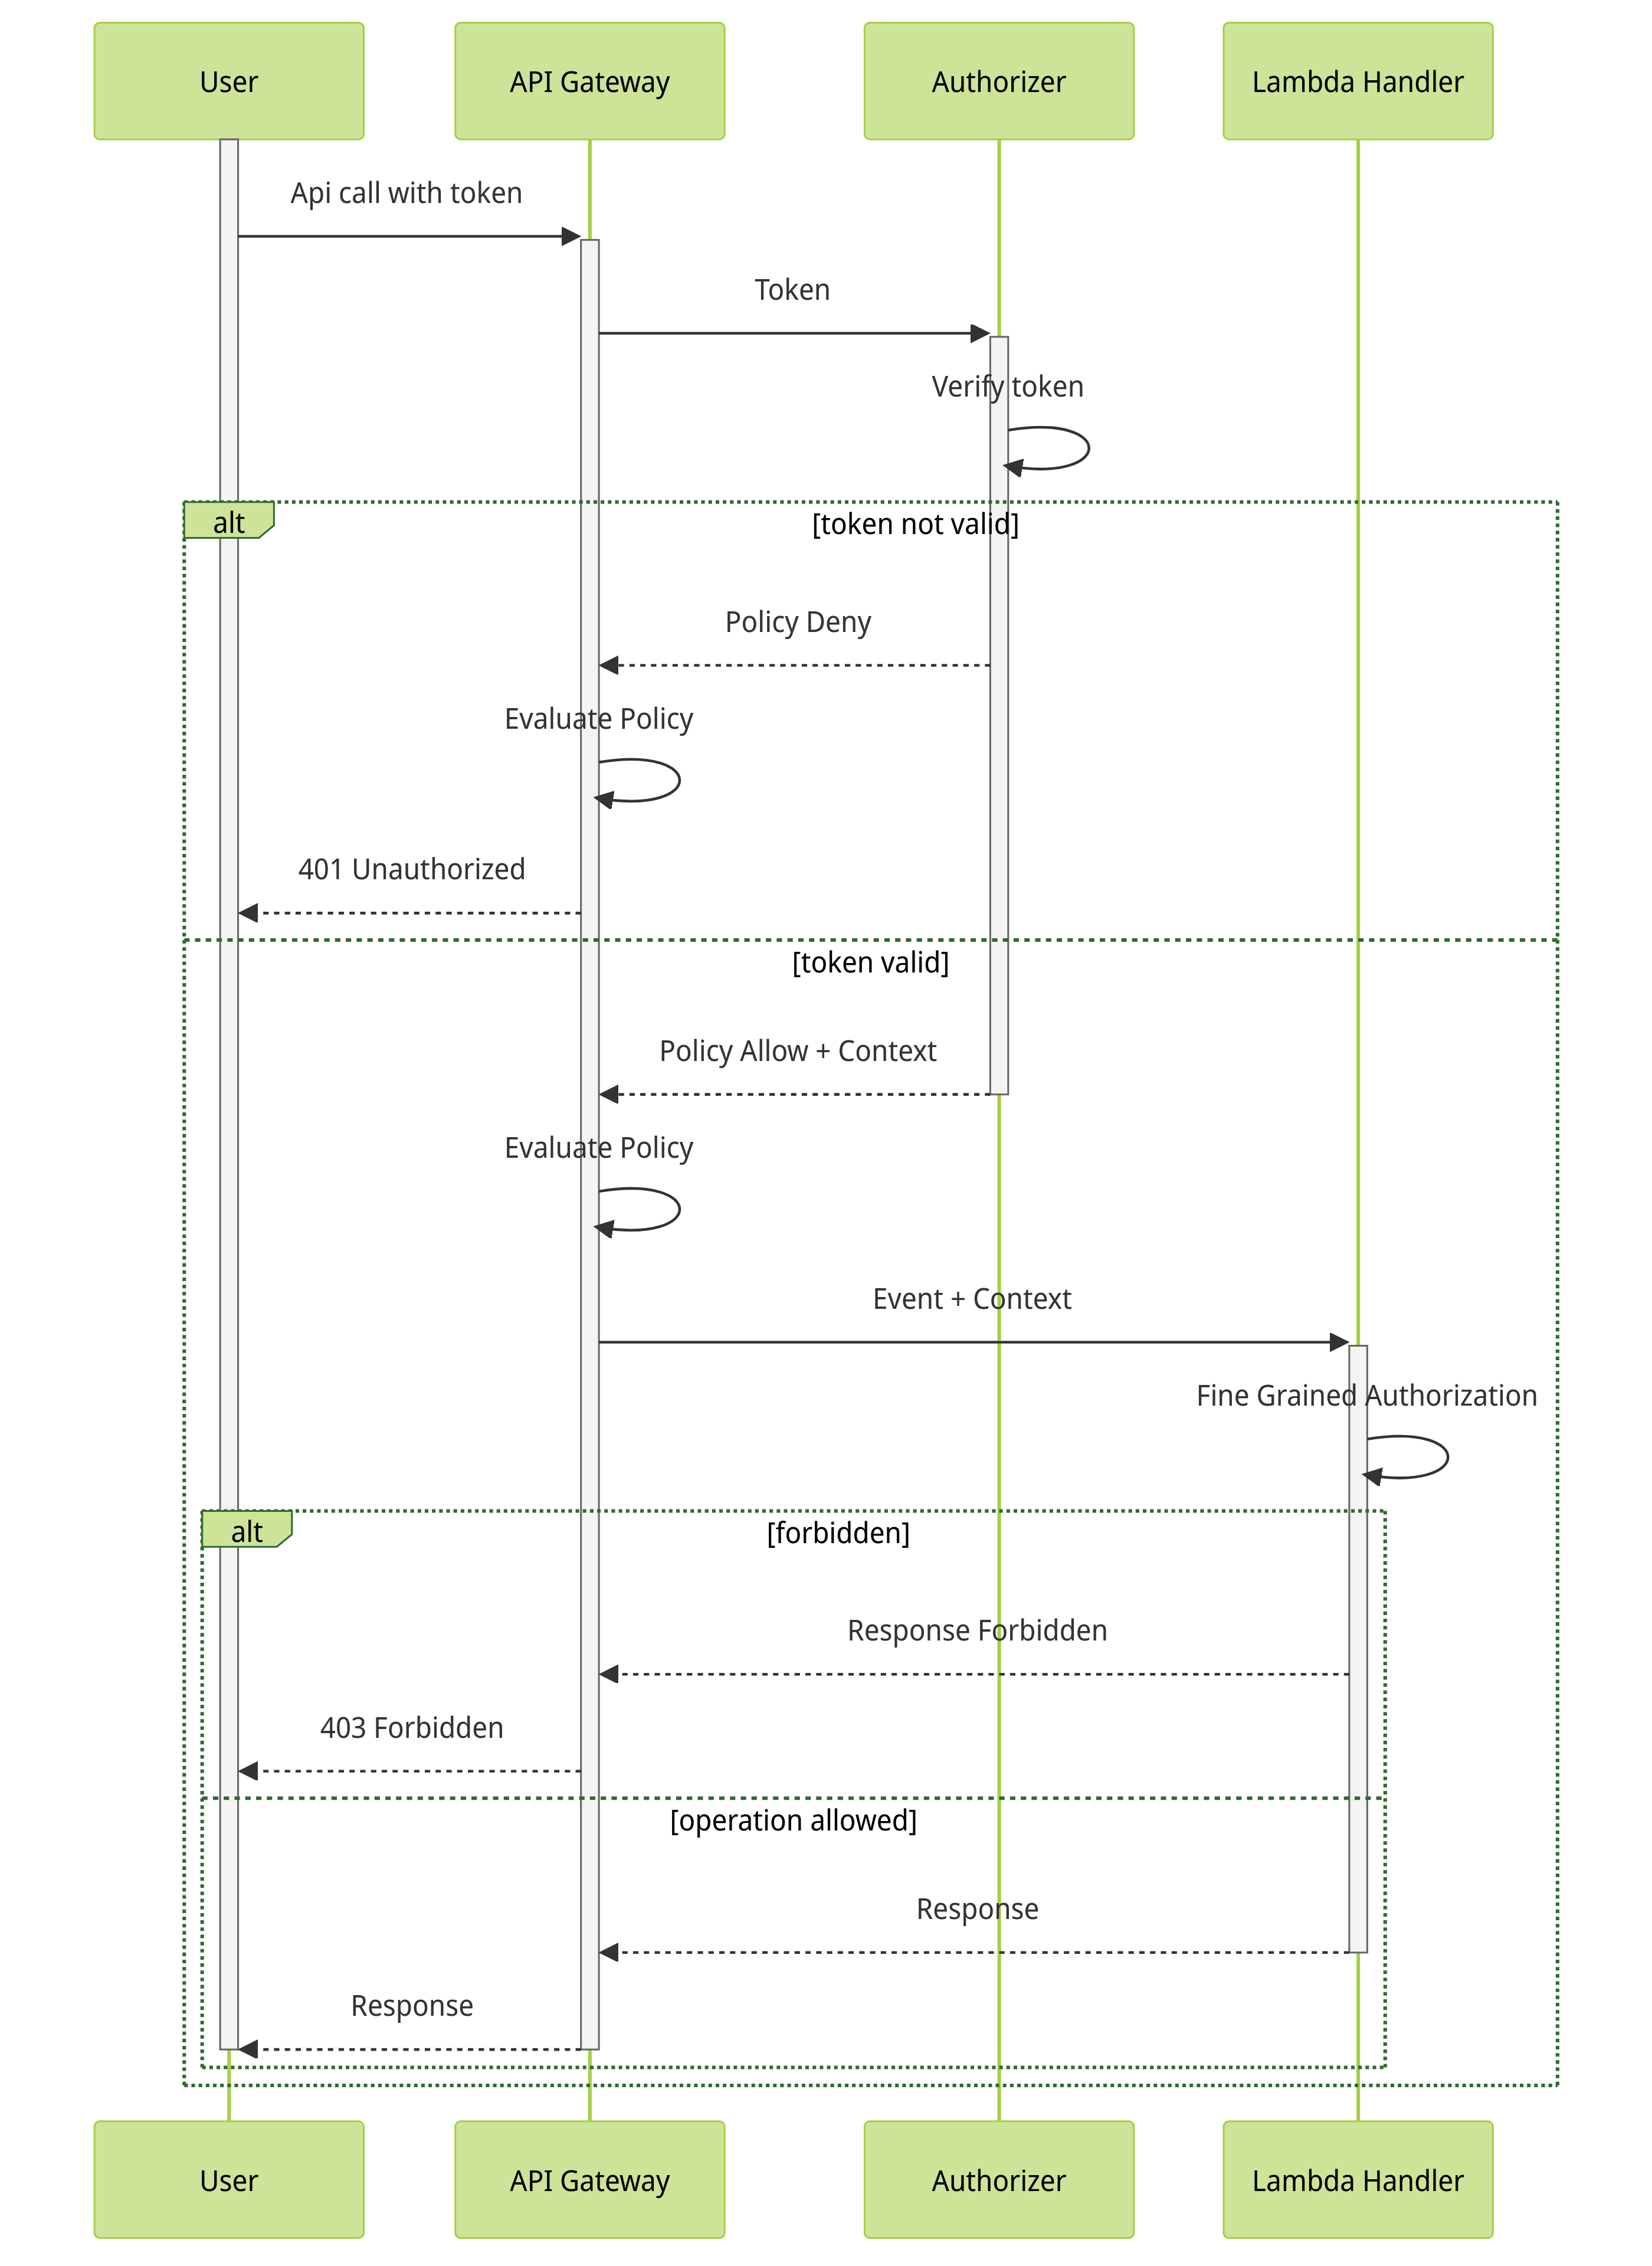 User
API Gateway
Authorizer
Lambda Handler
Api call with token
Token
Verify token
alt
[token not valid]
Policy Deny
Evaluate Policy
401 Unauthorized
[token valid]
Policy Allow + Context
Evaluate Policy
Event + Context
Fine Grained Authorization
alt
[forbidden]
Response Forbidden
403 Forbidden
[operation allowed]
Response
Response
User
API Gateway
Authorizer
Lambda Handler